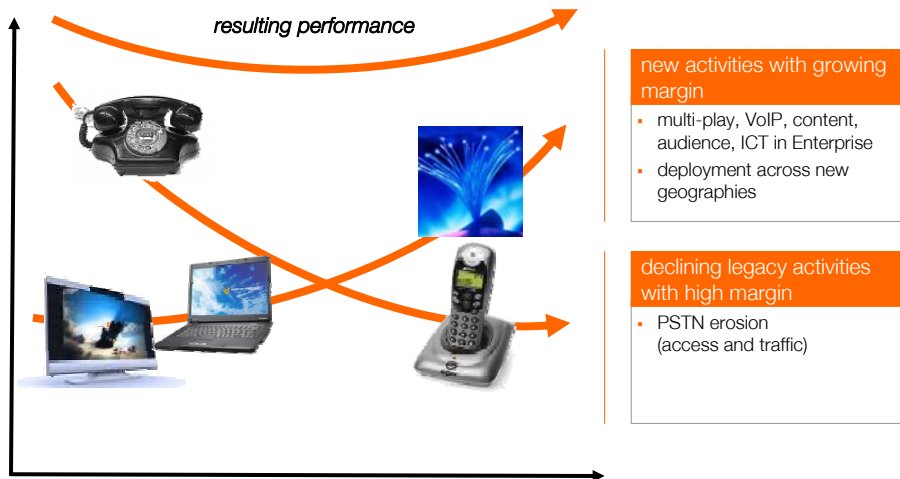 resulting performance
new activities with growing
margin
▪ multi-play, VoIP, content,
audience, ICT in Enterprise
▪ deployment across new
geographies
declining legacy activities
with high margin
▪ PSTN erosion
(access and traffic)